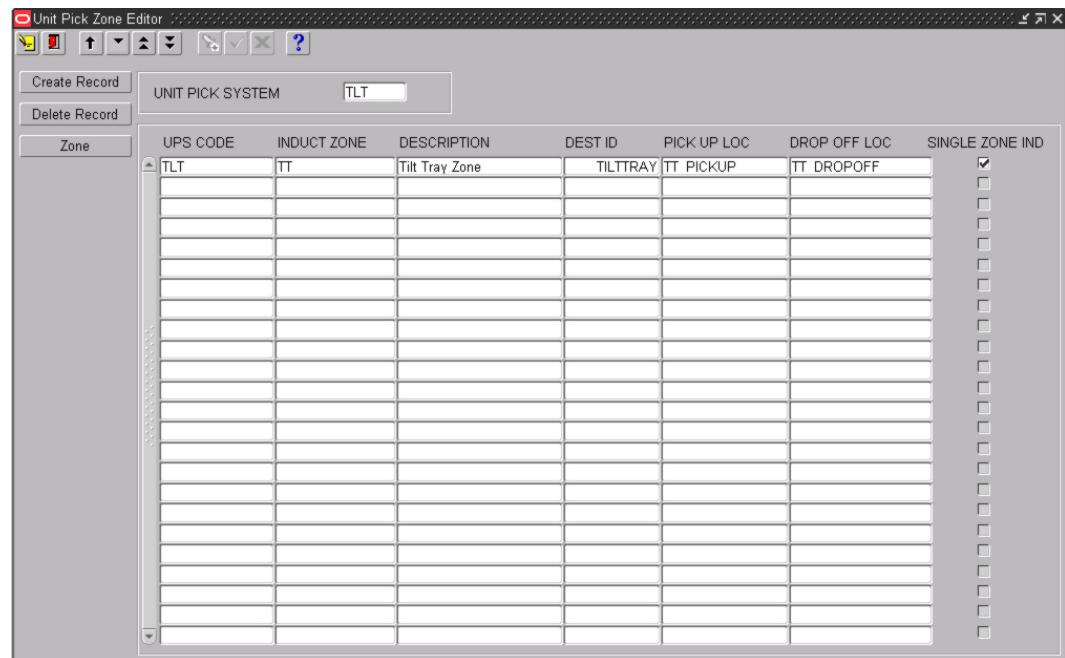 Unit Pick Zone Editor
?
Create Record
UNIT PICK SYSTEM TLT
Delete Record
Zone UPS CODE INDUCT ZONE DESCRIPTION DEST ID PICK UP LOC DROP OFF LOC SINGLE ZONE IND
TLT TT Tilt Tray Zone TILTTRAY TT PICKUP TT DROPOFF